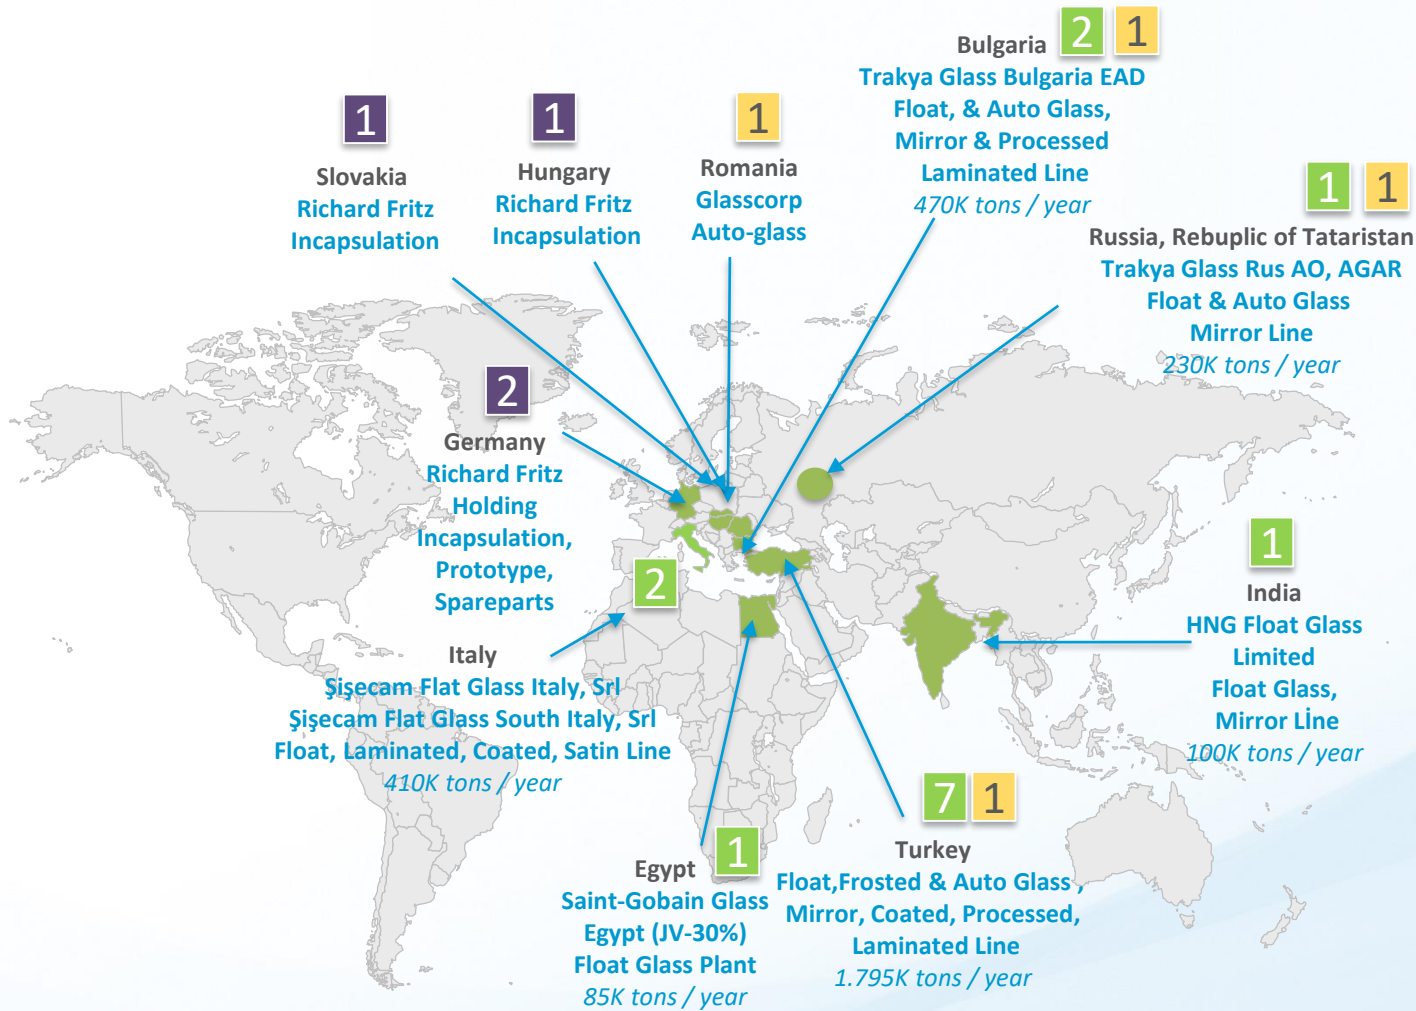 2 1
Bulgaria
Trakya Glass Bulgaria EAD
Float, & Auto Glass,
Mirror & Processed
Laminated Line
470K tons / year
1
Slovakia
Richard Fritz
Incapsulation
1
Hungary
Richard Fritz
Incapsulation
1
Romania
Glasscorp
Auto-glass
1 1
Russia, Rebuplic of Tataristan
Trakya Glass Rus AO, AGAR
Float & Auto Glass
Mirror Line
230K tons / year
2
Germany
Richard Fritz
Holding
Incapsulation,
Prototype,
Spareparts
2
Italy
Şişecam Flat Glass Italy, Srl
Şişecam Flat Glass South Italy, Srl
Float, Laminated, Coated, Satin Line
410K tons / year
1
India
HNG Float Glass
Limited
Float Glass,
Mirror Lİne
100K tons / year
1
Egypt
Saint-Gobain Glass
Egypt (JV-30%)
Float Glass Plant
85K tons / year
7 1
Turkey
Float,Frosted & Auto Glass ,
Mirror, Coated, Processed,
Laminated Line
1.795K tons / year